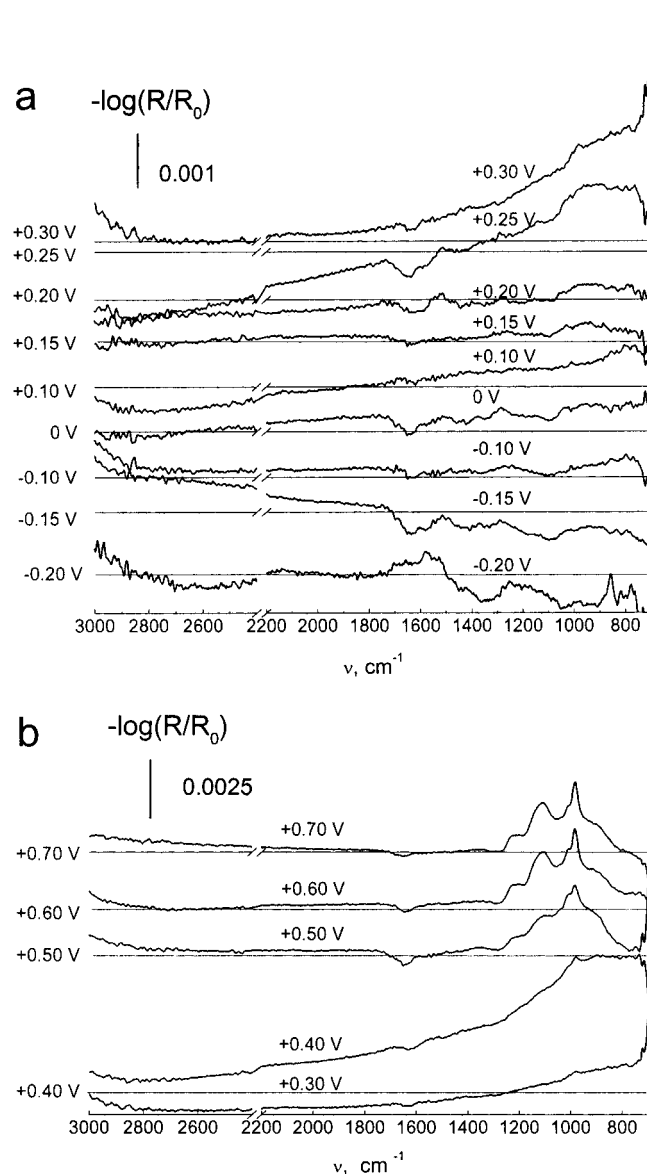 a
-log(R/R0)
0.001
+0.30 V
+0.25 V
+0.30 V
+0.25 V
+0.20 V
+0.20 V
+0.15 V
+0.15 V
+0.10 V
+0.10 V
0 V
0 V
-0.10 V
-0.10 V
-0.15 V
-0.15 V
-0.20 V
-0.20 V
3000 2800 2600 2200 2000 1800 1600 1400 1200 1000 800
ν, cm-1
b
-log(R/R0)
0.0025
+0.70 V
+0.70 V
+0.60 V
+0.60 V
+0.50 V
+0.50 V
+0.40 V
+0.40 V
+0.30 V
3000 2800 2600 2200 2000 1800 1600 1400 1200 1000 800
ν, cm-1